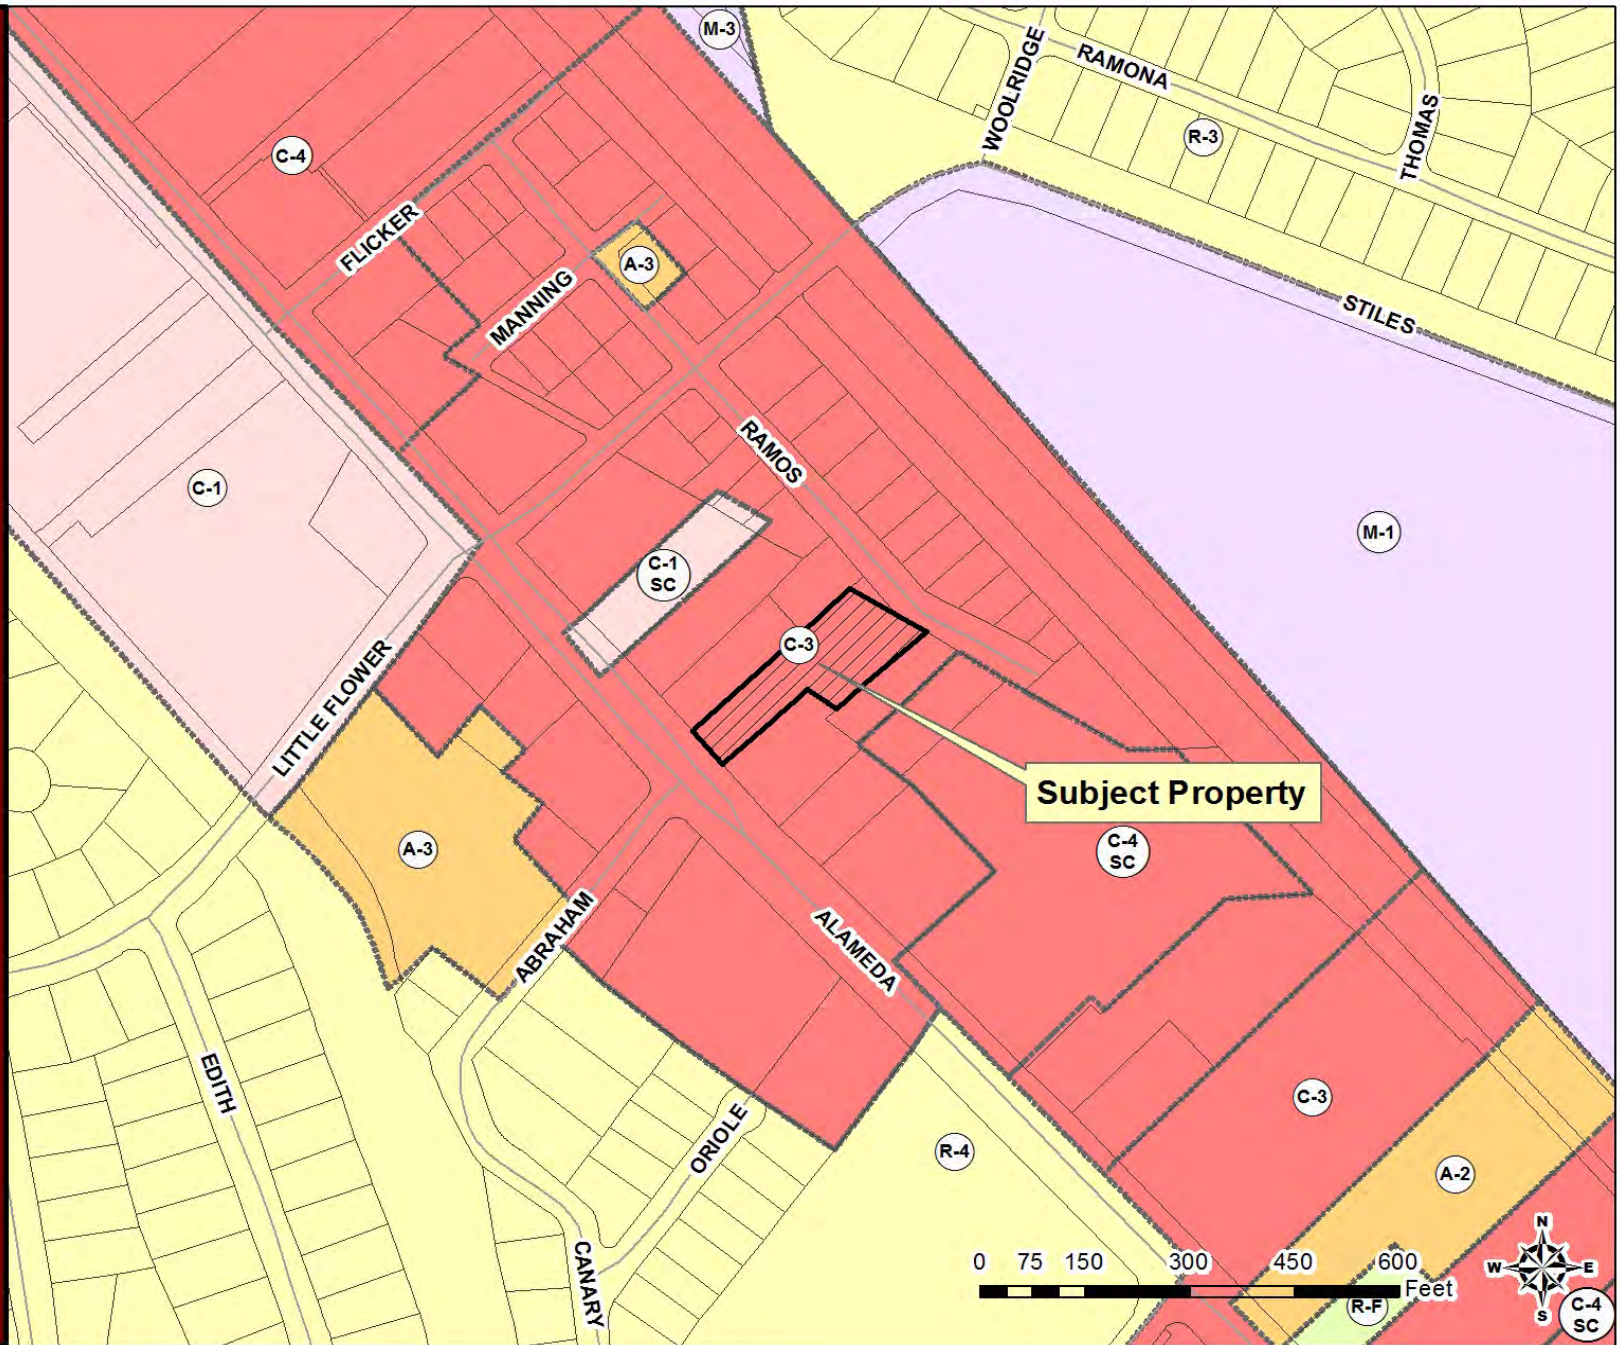 M-3
WOOLRIDGE
RAMONA
THOMAS
R-3
C-4
FLICKER
A-3
MANNING
STILES
RAMOS
C-1
M-1
C-1
SC
C-3
LITTLE FLOWER
Subject Property
A-3
C-4
SC
ABRAHAM
ALAMEDA
EDITH
C-3
ORIOLE
R-4
A-2
CANARY
0 75 150 300 450 600
Feet
N
W E
S
R-F
C-4
SC